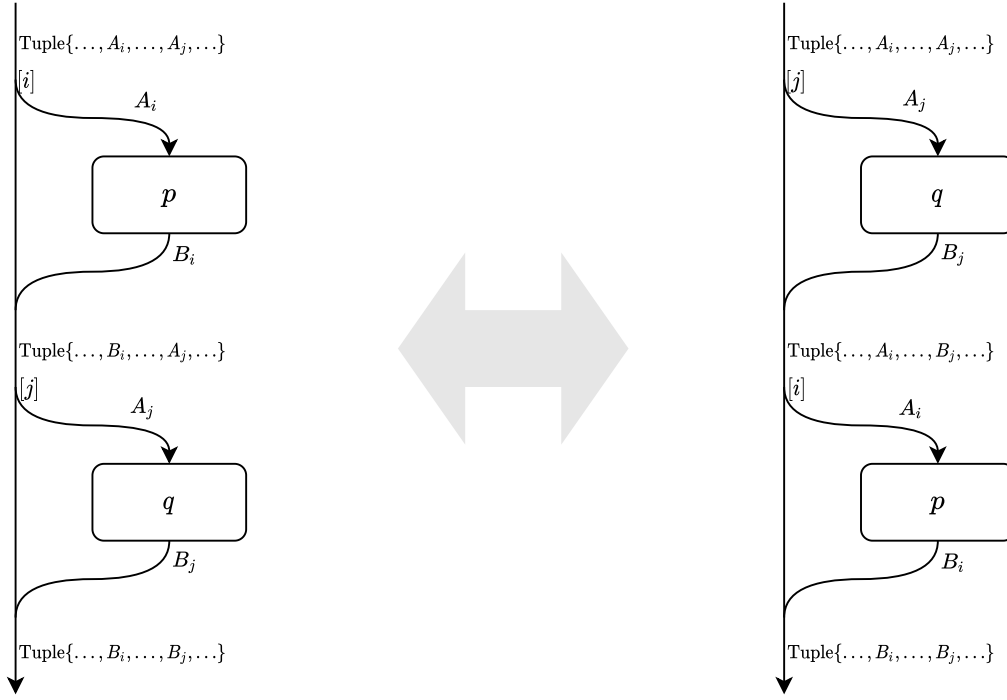 Tuple{…, A_i, …, A_j, …}
[i]
A_i
p
B_i
Tuple{…, B_i, …, A_j, …}
[j]
A_j
q
B_j
Tuple{…, B_i, …, B_j, …}
Tuple{…, A_i, …, A_j, …}
[j]
A_j
q
B_j
Tuple{…, A_i, …, B_j, …}
[i]
A_i
p
B_i
Tuple{…, B_i, …, B_j, …}